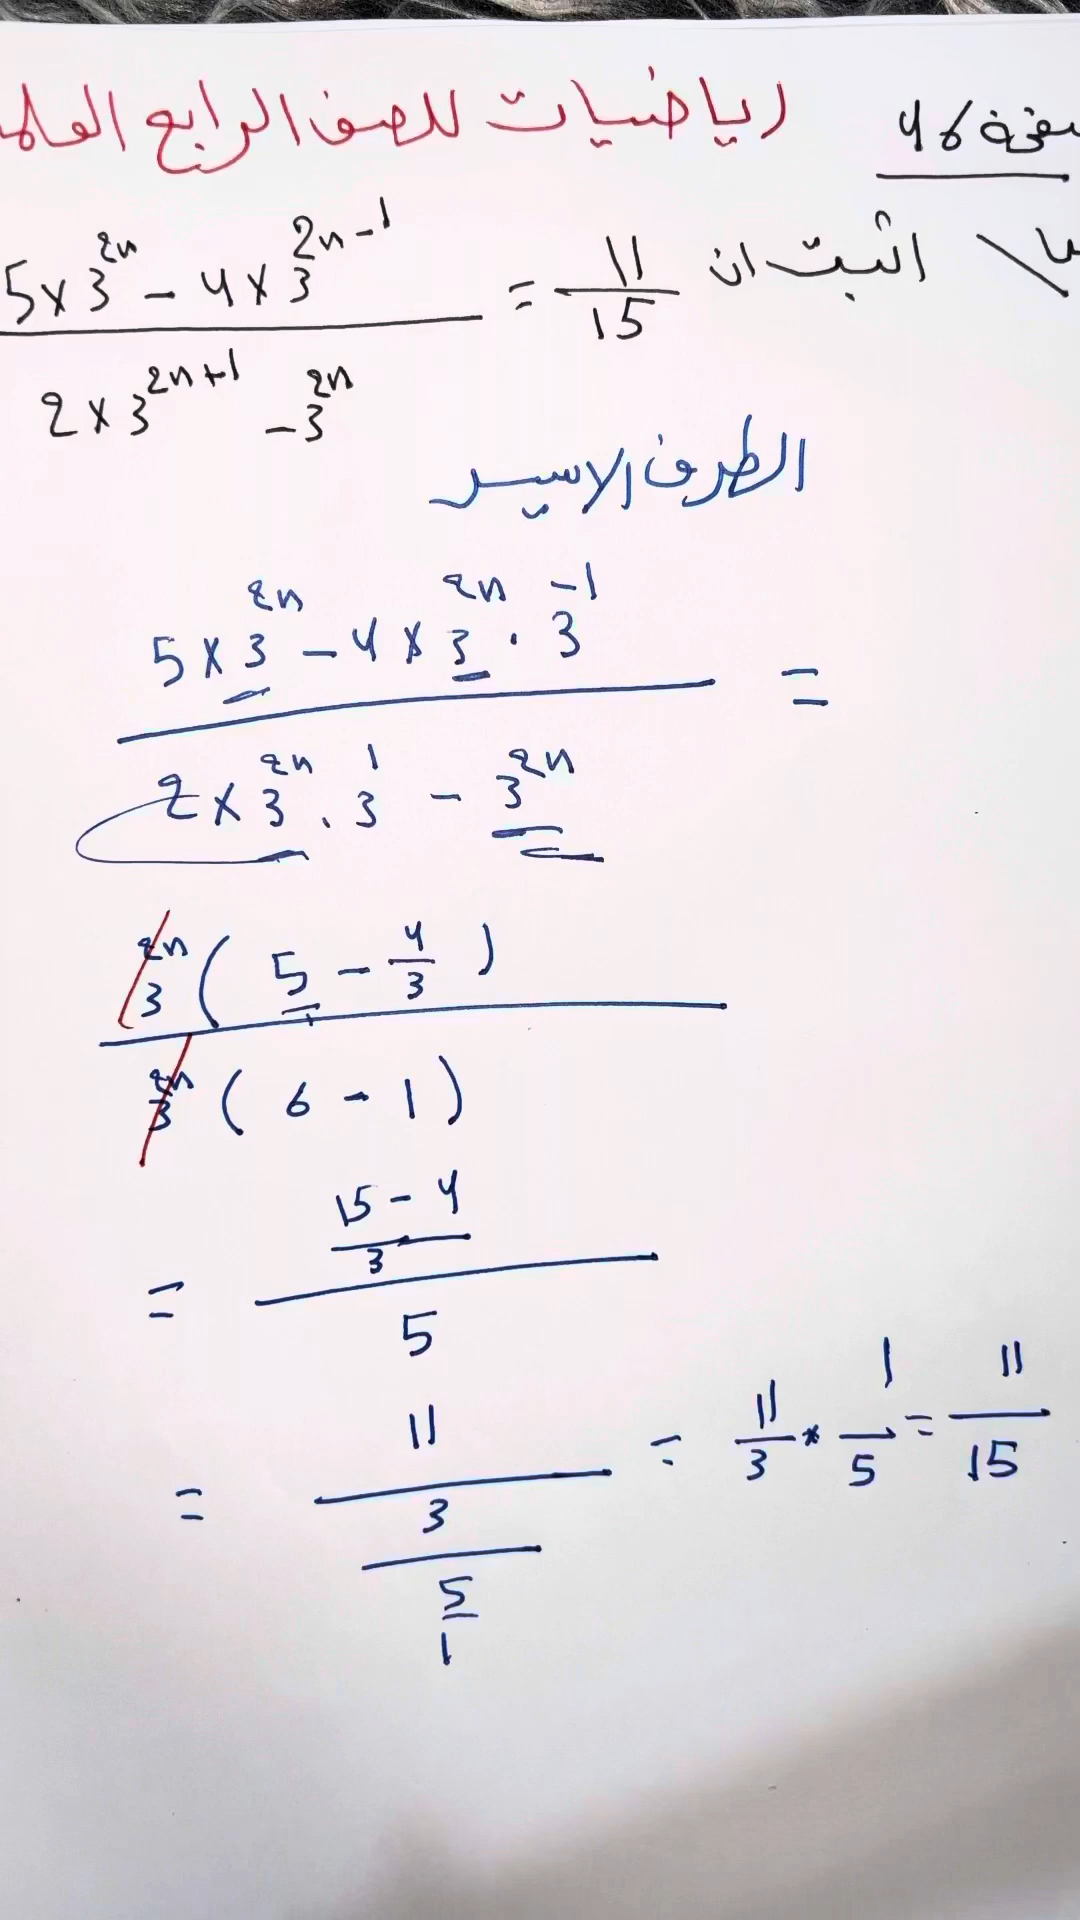 رياضيات للصف الرابع العلم
صفحة 46
س\ اثبت ان
5×3^{2n} - 4×3^{2n-1} / 2×3^{2n+1} - 3^{2n} = 11/15
الطرف الايسر
5×3^{2n} - 4×3^{2n} · 3^{-1} / 2×3^{2n} · 3^{1} - 3^{2n} =
3^{2n} ( 5 - 4/3 ) / 3^{2n} ( 6 - 1 )
= (15 - 4)/3 / 5
= 11/3 / 5/1 = 11/3 * 1/5 = 11/15